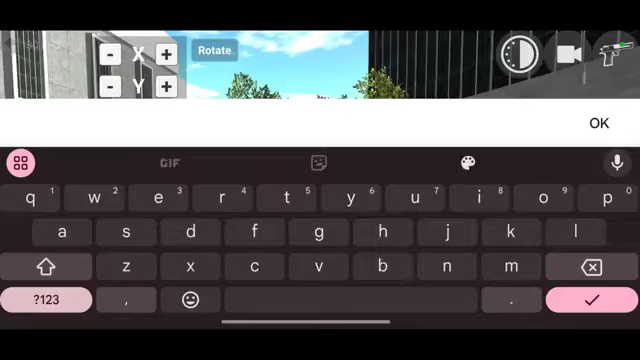 - X + Rotate
- Y +
OK
GIF
q 1 w 2 e 3 r 4 t 5 y 6 u 7 i 8 o 9 p 0
a s d f g h j k l
z x c v b n m
?123 , .